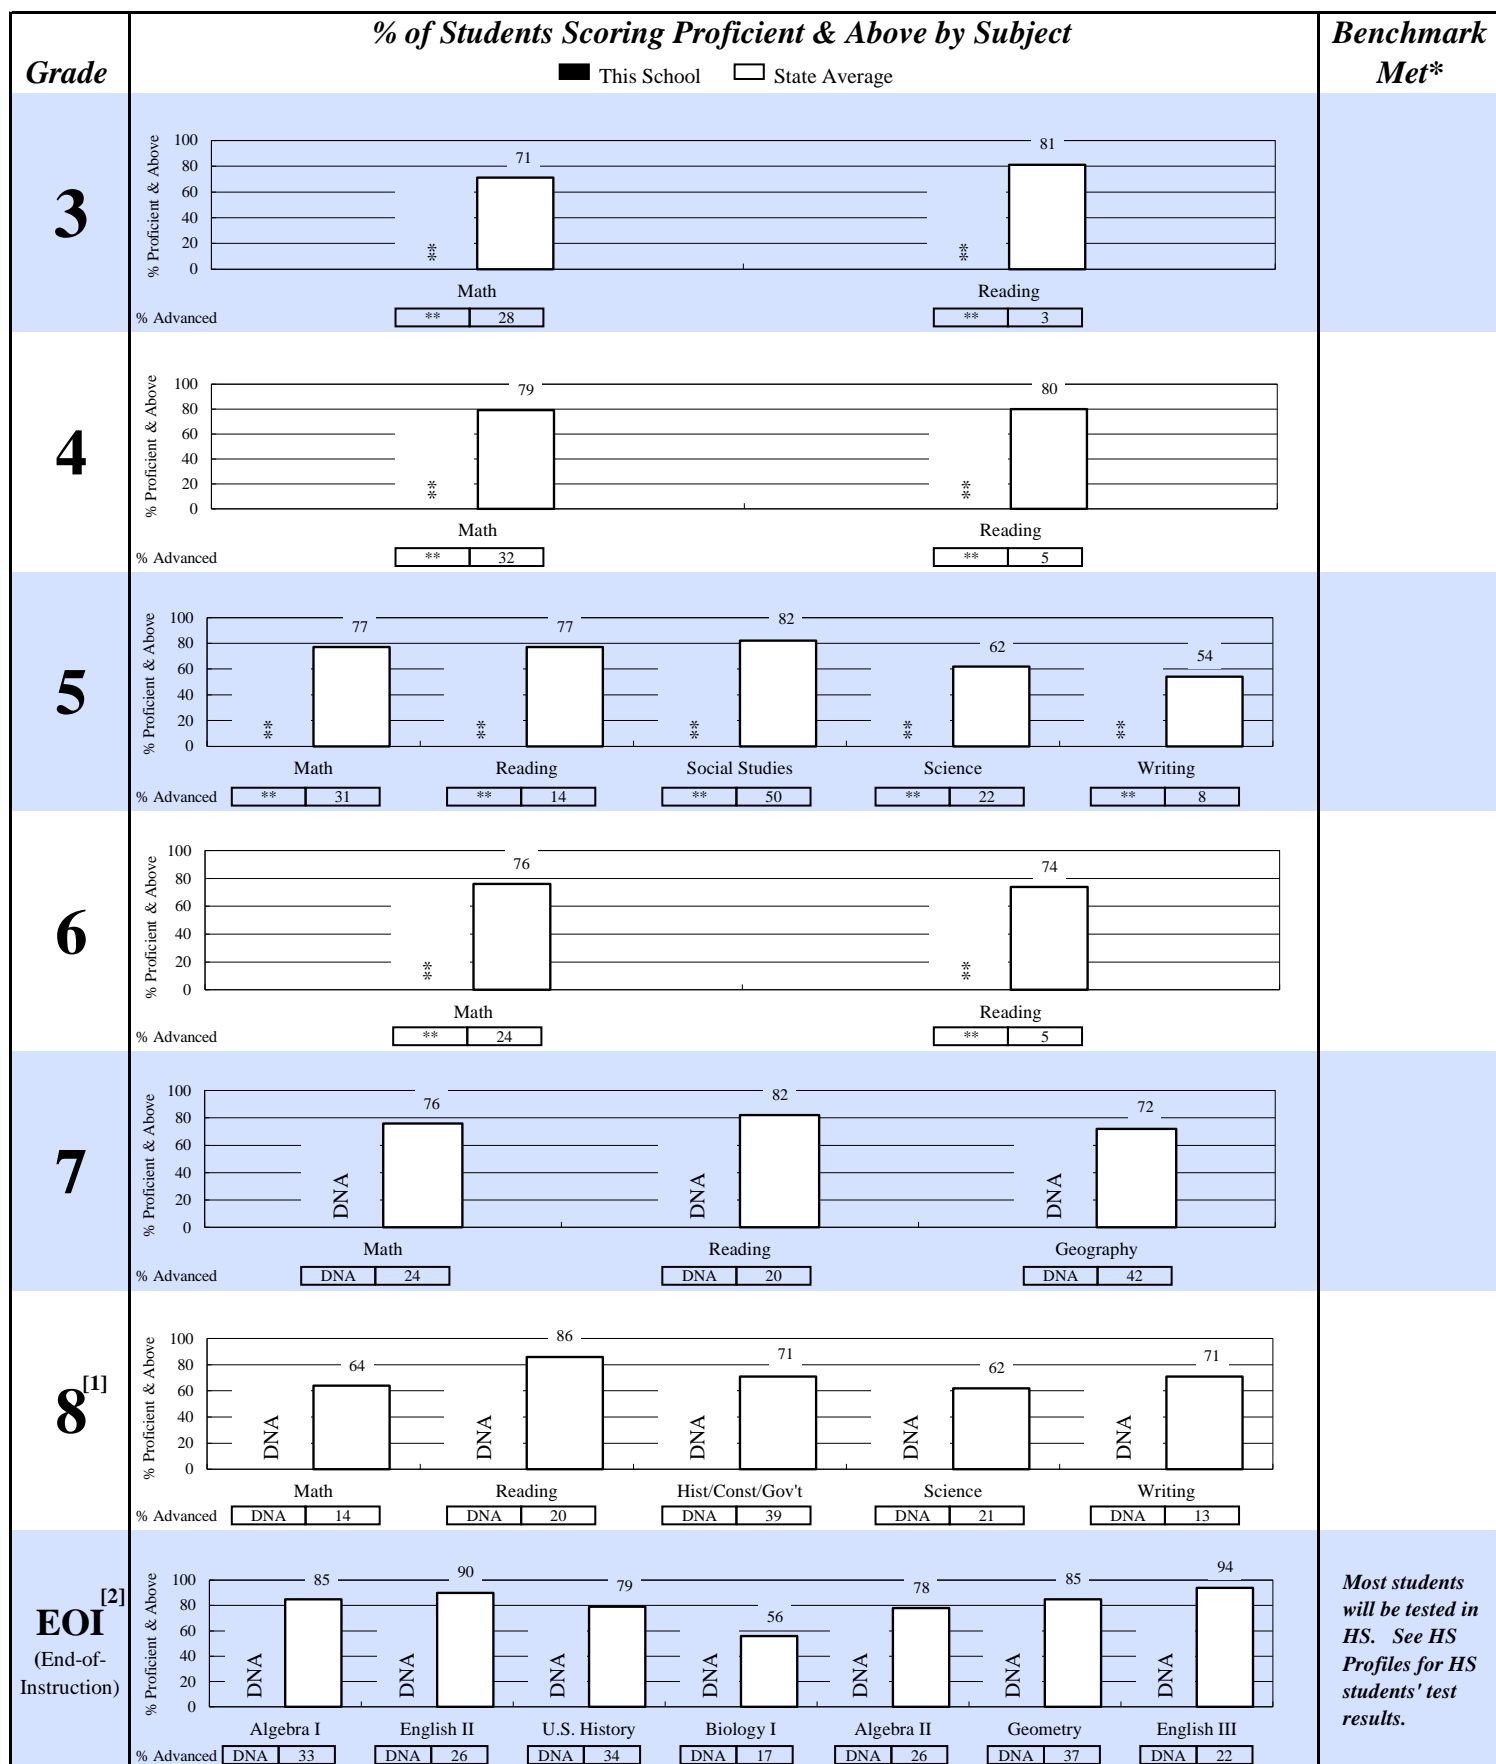 Grade
% of Students Scoring Proficient & Above by Subject
This School State Average
Benchmark
Met*
3
% Proficient & Above
100
80
60
40
20
0
** 71 ** 81
Math Reading
% Advanced ** 28 ** 3
4
% Proficient & Above
100
80
60
40
20
0
** 79 ** 80
Math Reading
% Advanced ** 32 ** 5
5
% Proficient & Above
100
80
60
40
20
0
** 77 ** 77 ** 82 ** 62 ** 54
Math Reading Social Studies Science Writing
% Advanced ** 31 ** 14 ** 50 ** 22 ** 8
6
% Proficient & Above
100
80
60
40
20
0
** 76 ** 74
Math Reading
% Advanced ** 24 ** 5
7
% Proficient & Above
100
80
60
40
20
0
DNA 76 DNA 82 DNA 72
Math Reading Geography
% Advanced DNA 24 DNA 20 DNA 42
8[1]
% Proficient & Above
100
80
60
40
20
0
DNA 64 DNA 86 DNA 71 DNA 62 DNA 71
Math Reading Hist/Const/Gov't Science Writing
% Advanced DNA 14 DNA 20 DNA 39 DNA 21 DNA 13
EOI[2]
(End-of-
Instruction)
% Proficient & Above
100
80
60
40
20
0
DNA 85 DNA 90 DNA 79 DNA 56 DNA 78 DNA 85 DNA 94
Algebra I English II U.S. History Biology I Algebra II Geometry English III
% Advanced DNA 33 DNA 26 DNA 34 DNA 17 DNA 26 DNA 37 DNA 22
Most students
will be tested in
HS. See HS
Profiles for HS
students' test
results.